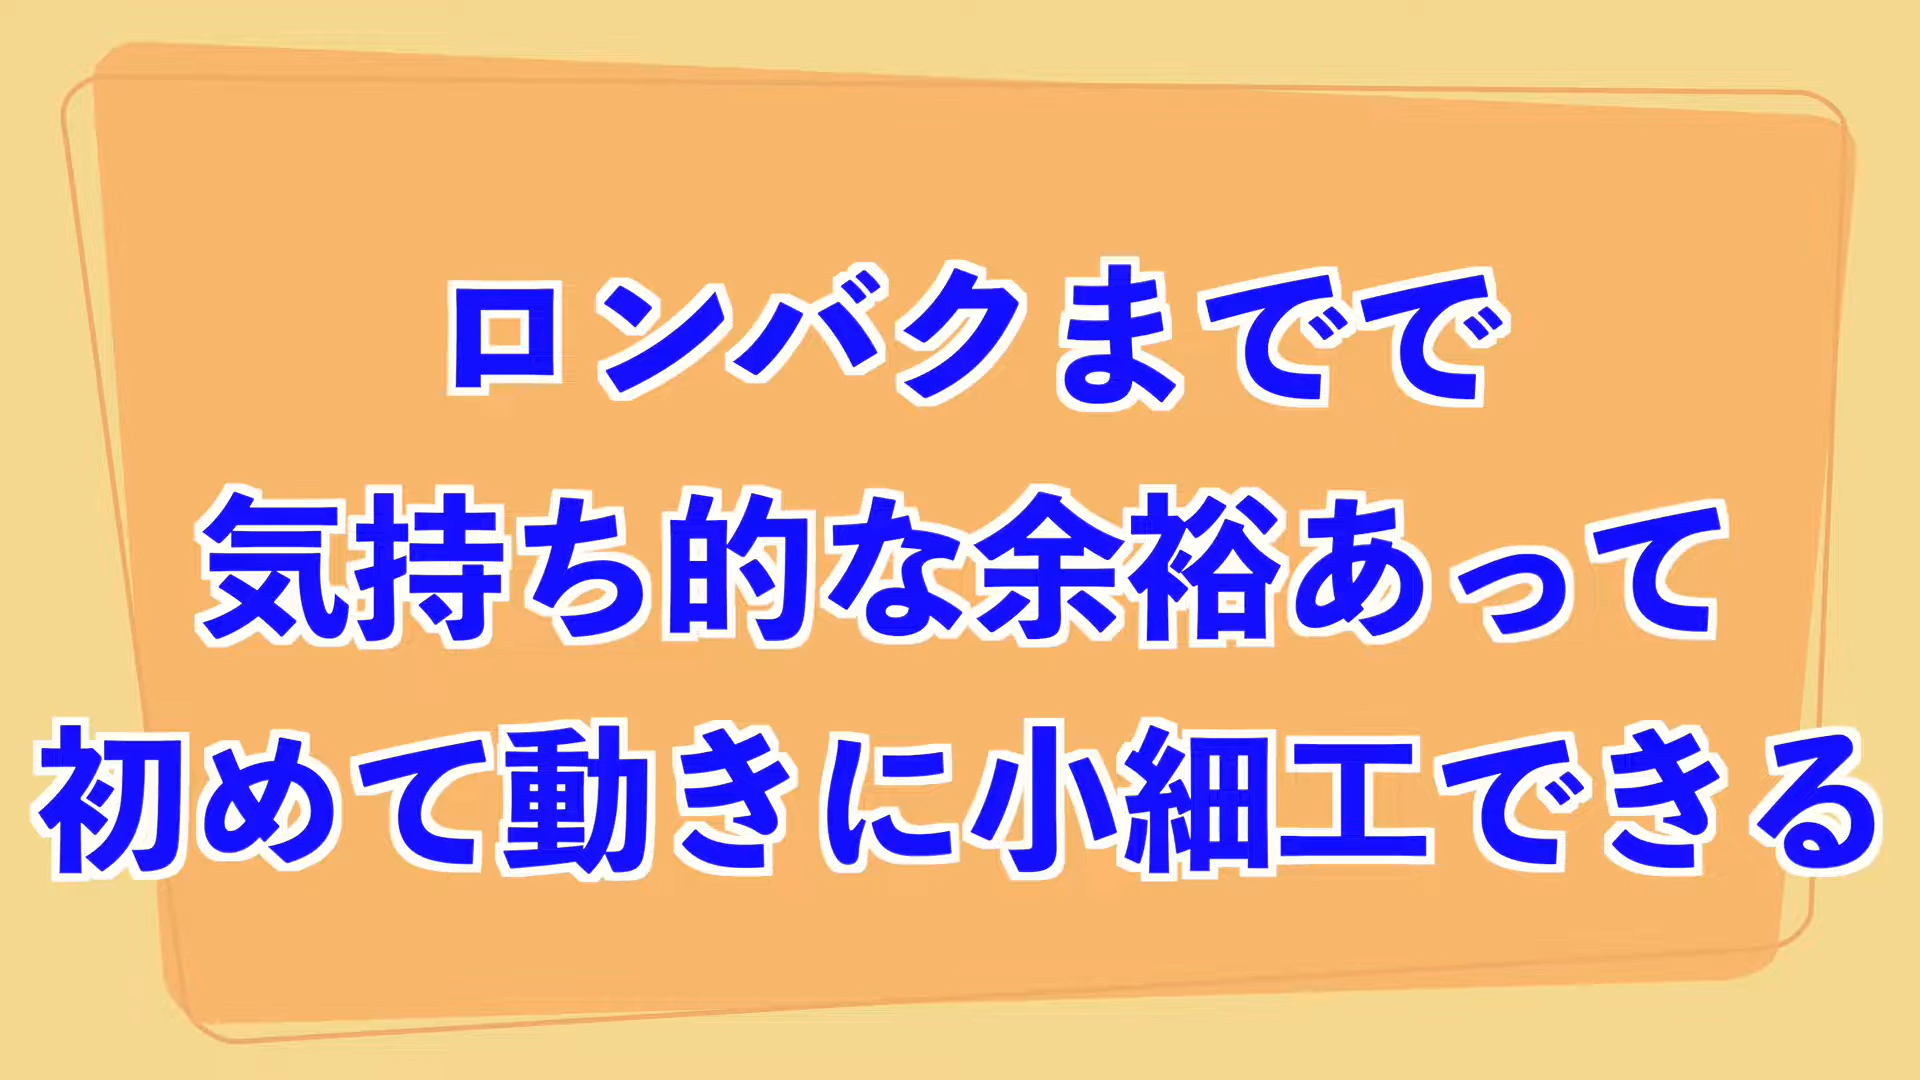 ロンバクまでで
気持ち的な余裕あって
初めて動きに小細工できる